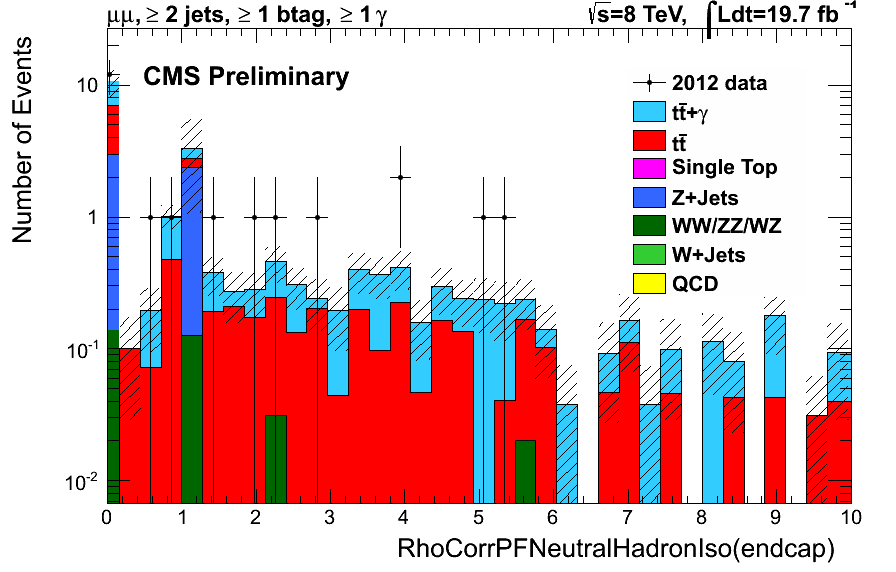 μμ, ≥ 2 jets, ≥ 1 btag, ≥ 1 γ √s=8 TeV, ∫Ldt=19.7 fb⁻¹
CMS Preliminary
2012 data
tt̄+γ
tt̄
Single Top
Z+Jets
WW/ZZ/WZ
W+Jets
QCD
Number of Events
10
1
10⁻¹
10⁻²
0 1 2 3 4 5 6 7 8 9 10
RhoCorrPFNeutralHadronIso(endcap)